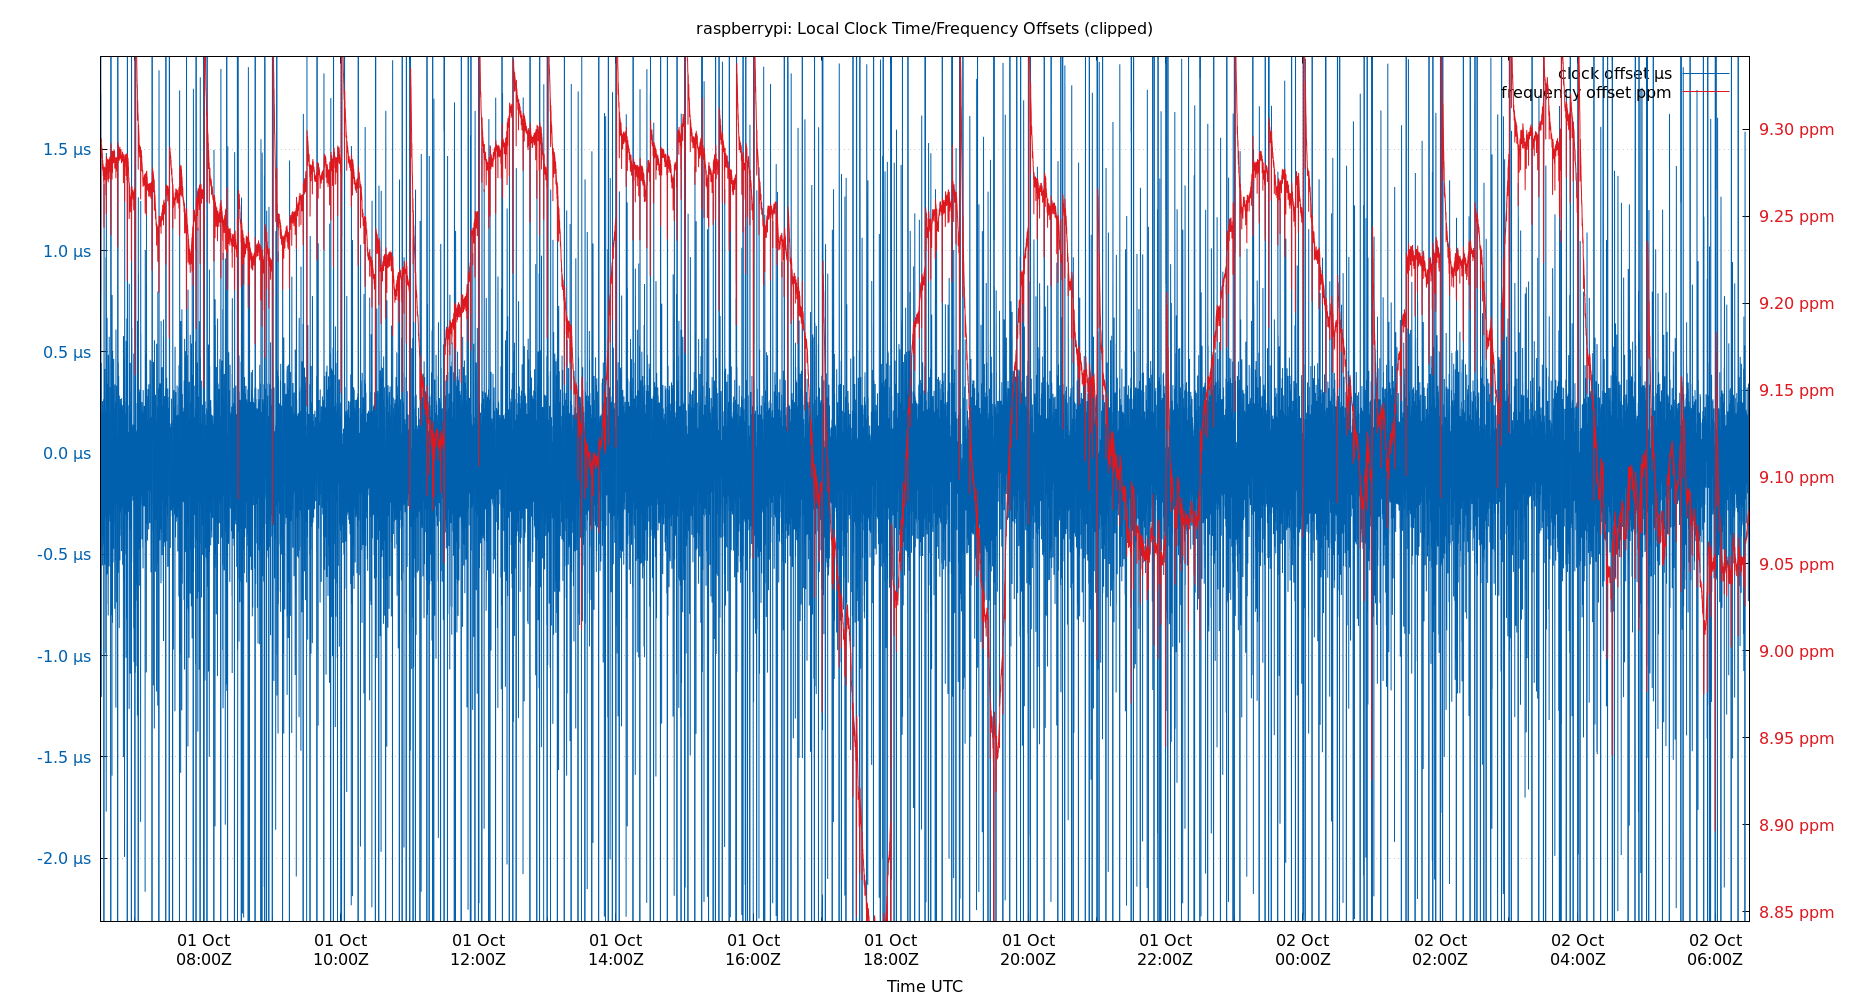 raspberrypi: Local Clock Time/Frequency Offsets (clipped)
clock offset µs
frequency offset ppm
1.5 µs
1.0 µs
0.5 µs
0.0 µs
-0.5 µs
-1.0 µs
-1.5 µs
-2.0 µs
9.30 ppm
9.25 ppm
9.20 ppm
9.15 ppm
9.10 ppm
9.05 ppm
9.00 ppm
8.95 ppm
8.90 ppm
8.85 ppm
01 Oct 01 Oct 01 Oct 01 Oct 01 Oct 01 Oct 01 Oct 01 Oct 02 Oct 02 Oct 02 Oct 02 Oct
08:00Z 10:00Z 12:00Z 14:00Z 16:00Z 18:00Z 20:00Z 22:00Z 00:00Z 02:00Z 04:00Z 06:00Z
Time UTC